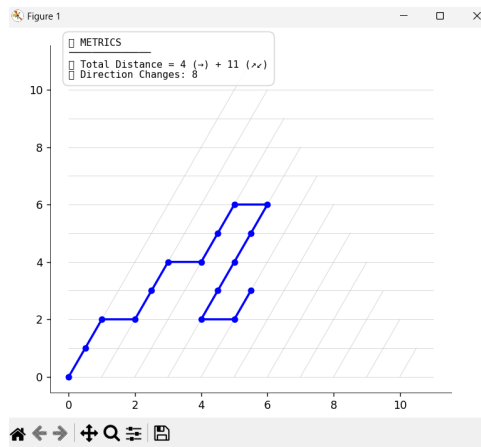 Figure 1
▯ METRICS
▯ Total Distance = 4 (→) + 11 (↗↙)
▯ Direction Changes: 8
10
8
6
4
2
0
0 2 4 6 8 10